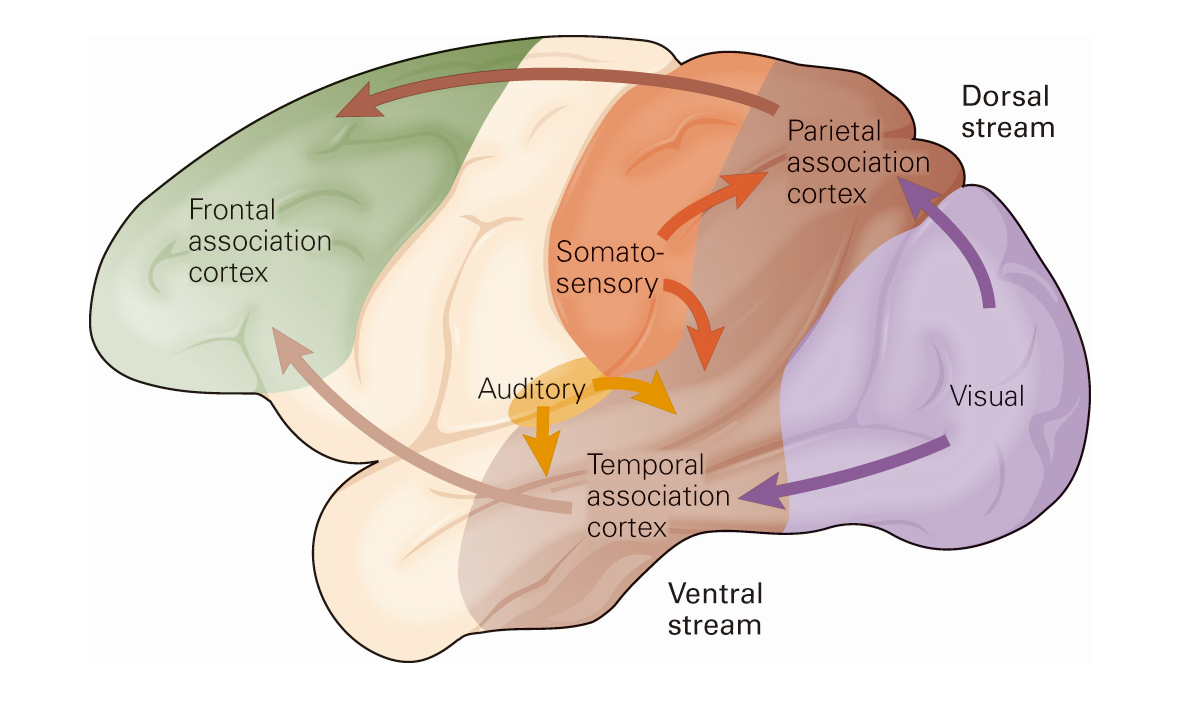 Dorsal
stream
Parietal
association
cortex
Frontal
association
cortex
Somato-
sensory
Auditory
Visual
Temporal
association
cortex
Ventral
stream